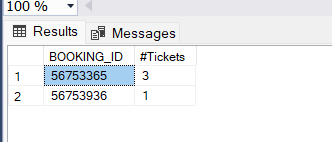 100 %
Results Messages
BOOKING_ID #Tickets
1 56753365 3
2 56753936 1